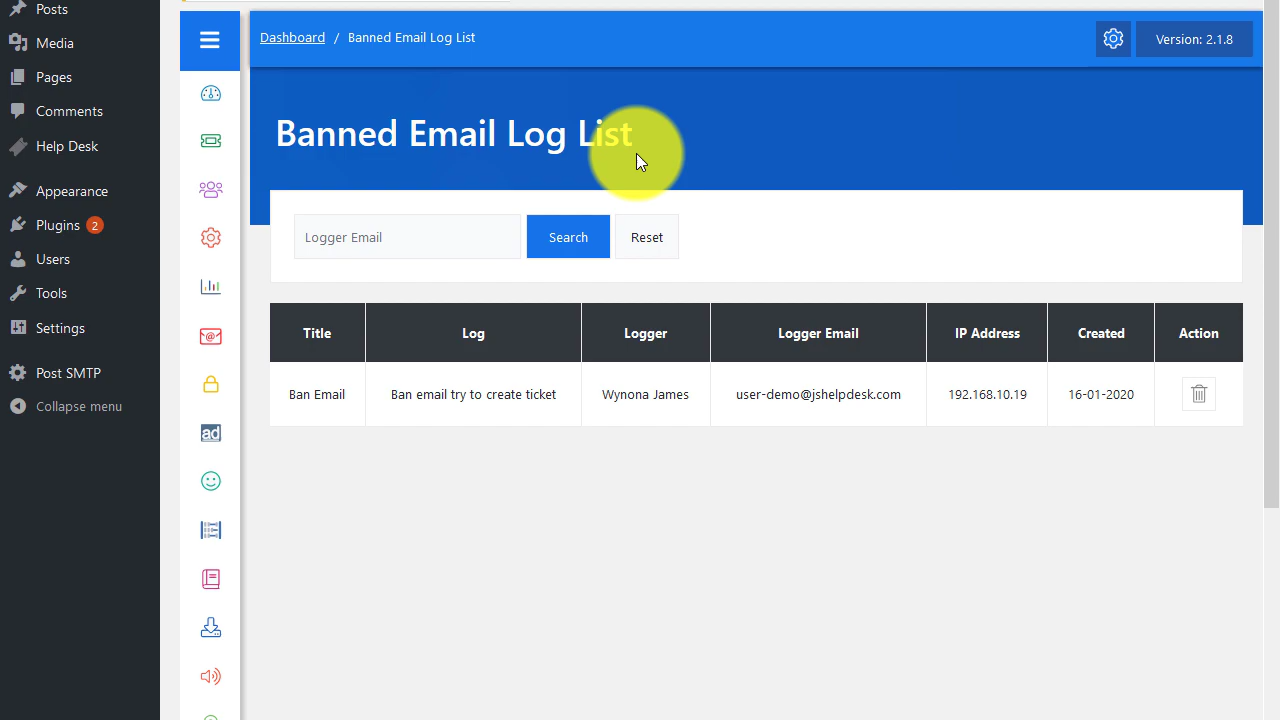 Posts
Media
Pages
Comments
Help Desk
Appearance
Plugins 2
Users
Tools
Settings
Post SMTP
Collapse menu
@
ad
Dashboard / Banned Email Log List
Version: 2.1.8
Banned Email Log List
Logger Email
Search
Reset
Title Log Logger Logger Email IP Address Created Action
Ban Email Ban email try to create ticket Wynona James user-demo@jshelpdesk.com 192.168.10.19 16-01-2020